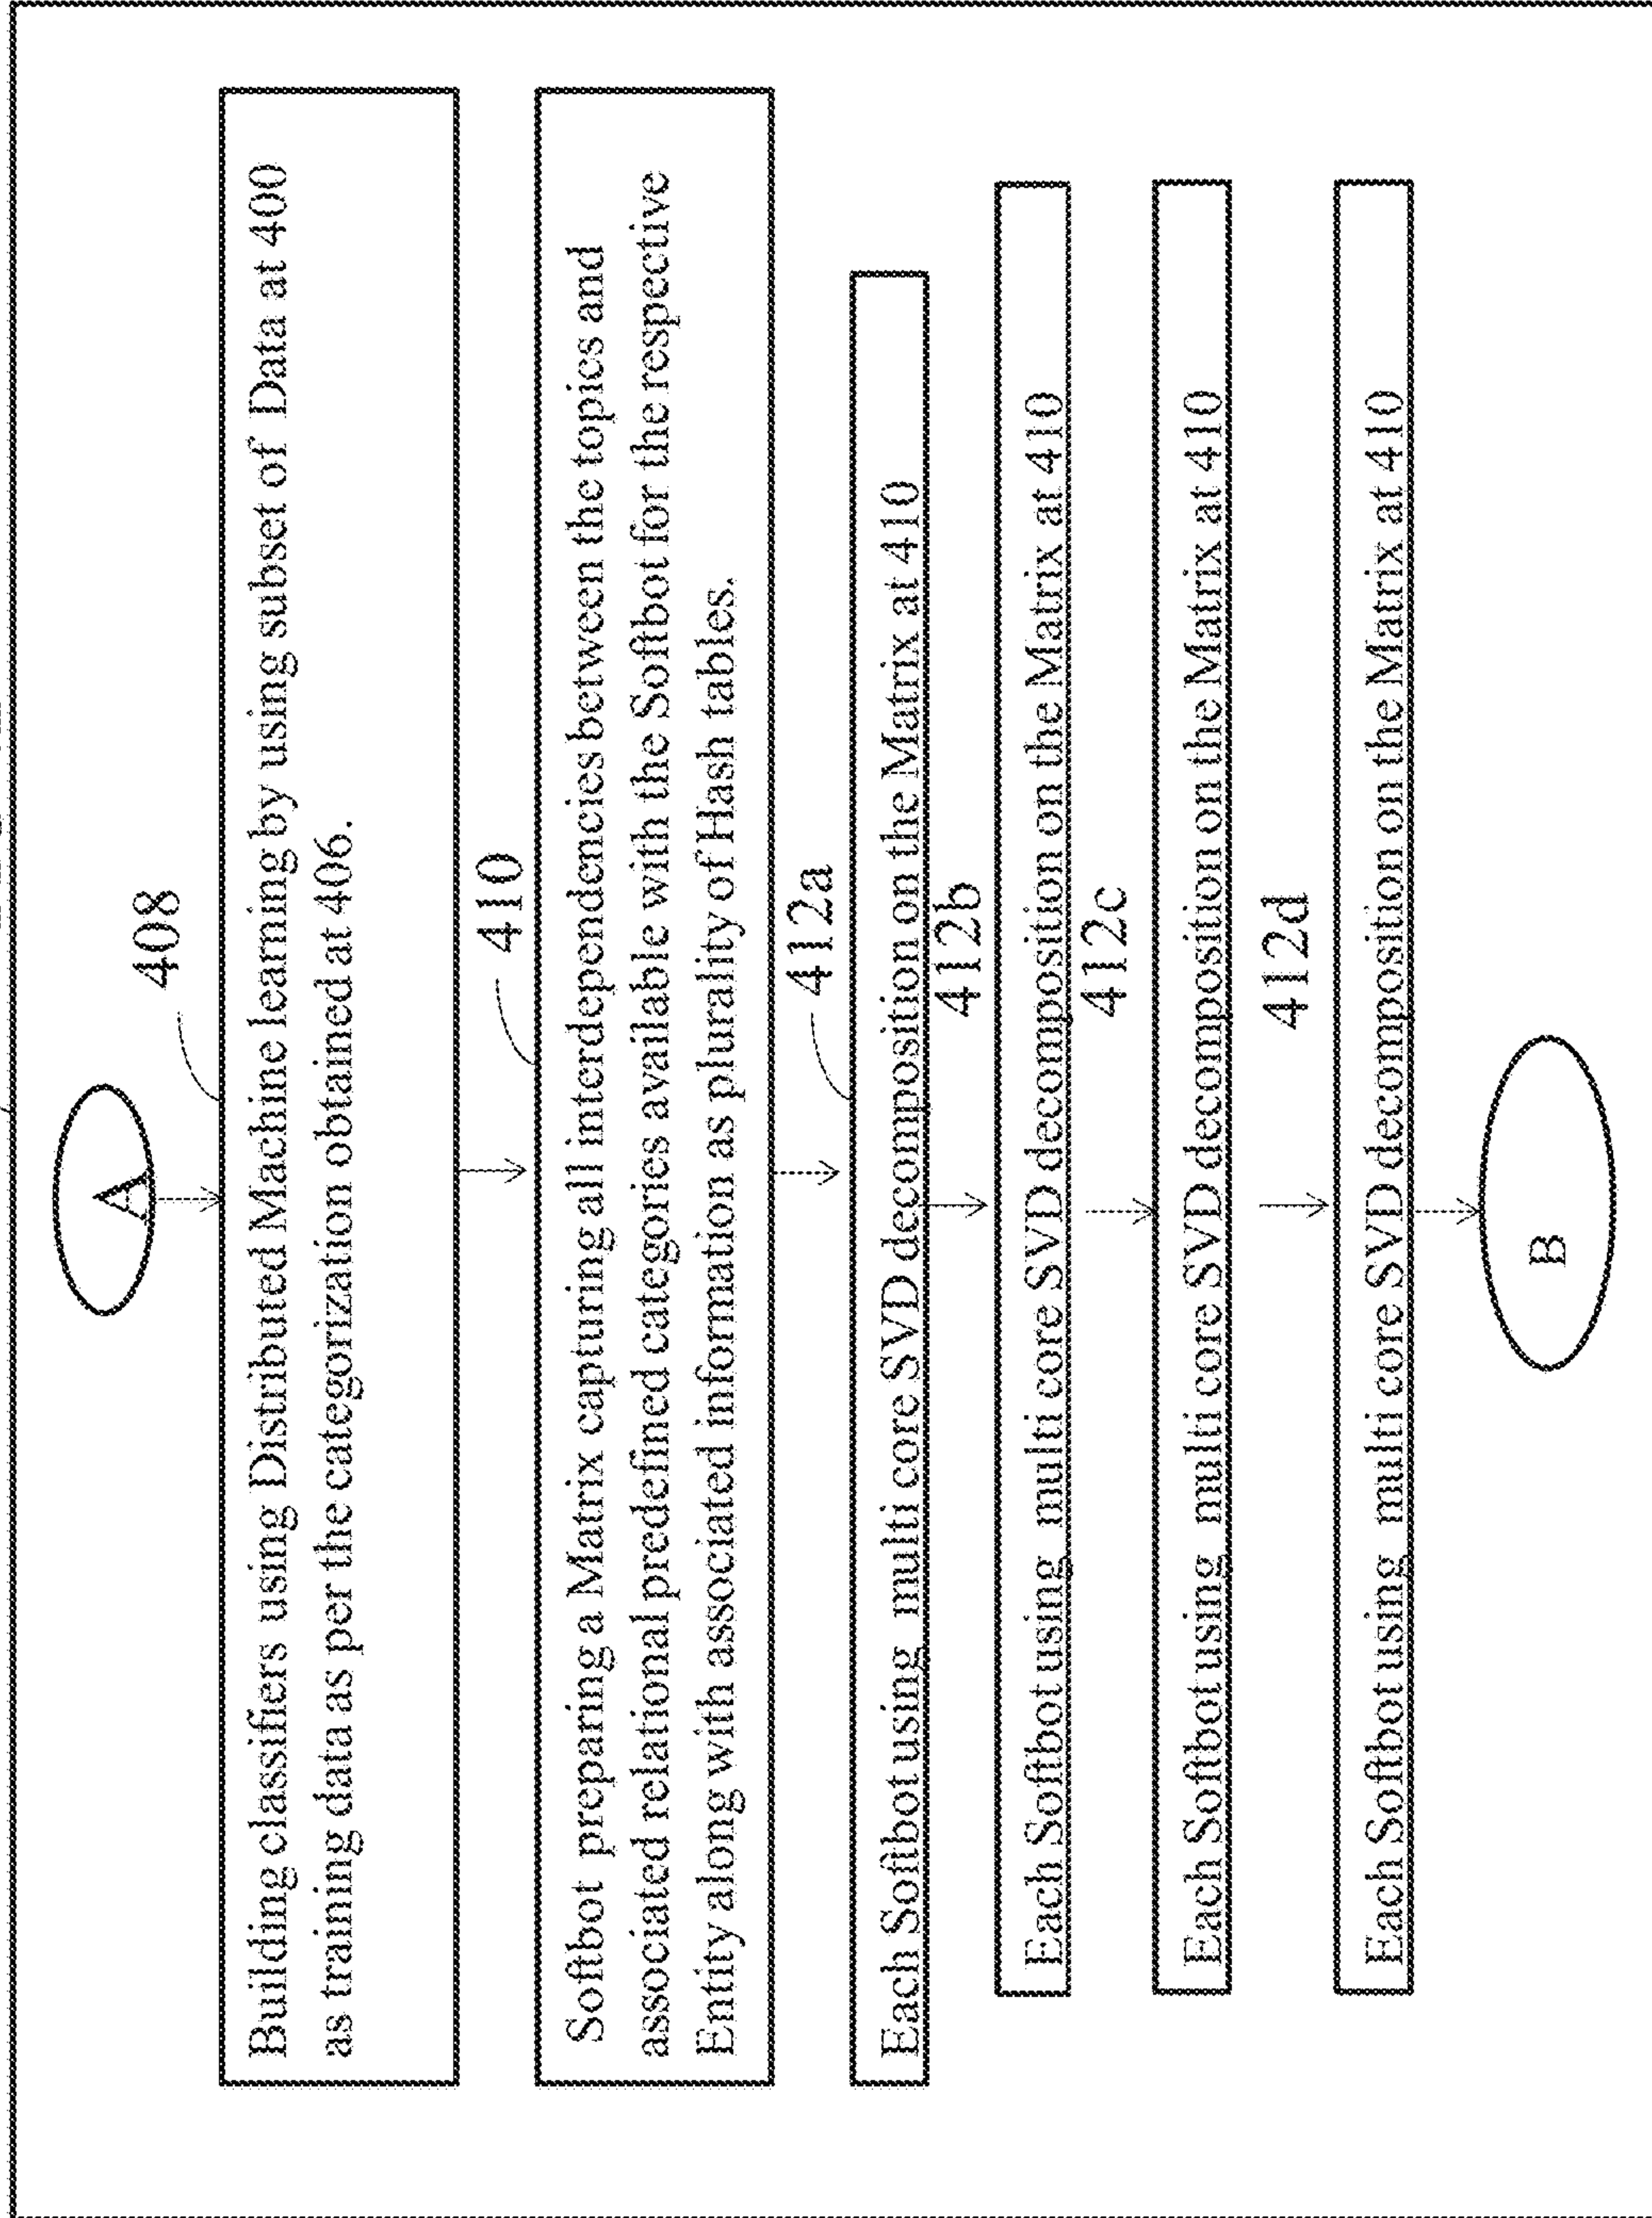 A
408
Building classifiers using Distributed Machine learning by using subset of Data at 400
as training data as per the categorization obtained at 406.
410
Softbot preparing a Matrix capturing all interdependencies between the topics and
associated relational predefined categories available with the Softbot for the respective
Entity along with associated information as plurality of Hash tables.
412a
Each Softbot using multi core SVD decomposition on the Matrix at 410
412b
Each Softbot using multi core SVD decomposition on the Matrix at 410
412c
Each Softbot using multi core SVD decomposition on the Matrix at 410
412d
Each Softbot using multi core SVD decomposition on the Matrix at 410
B